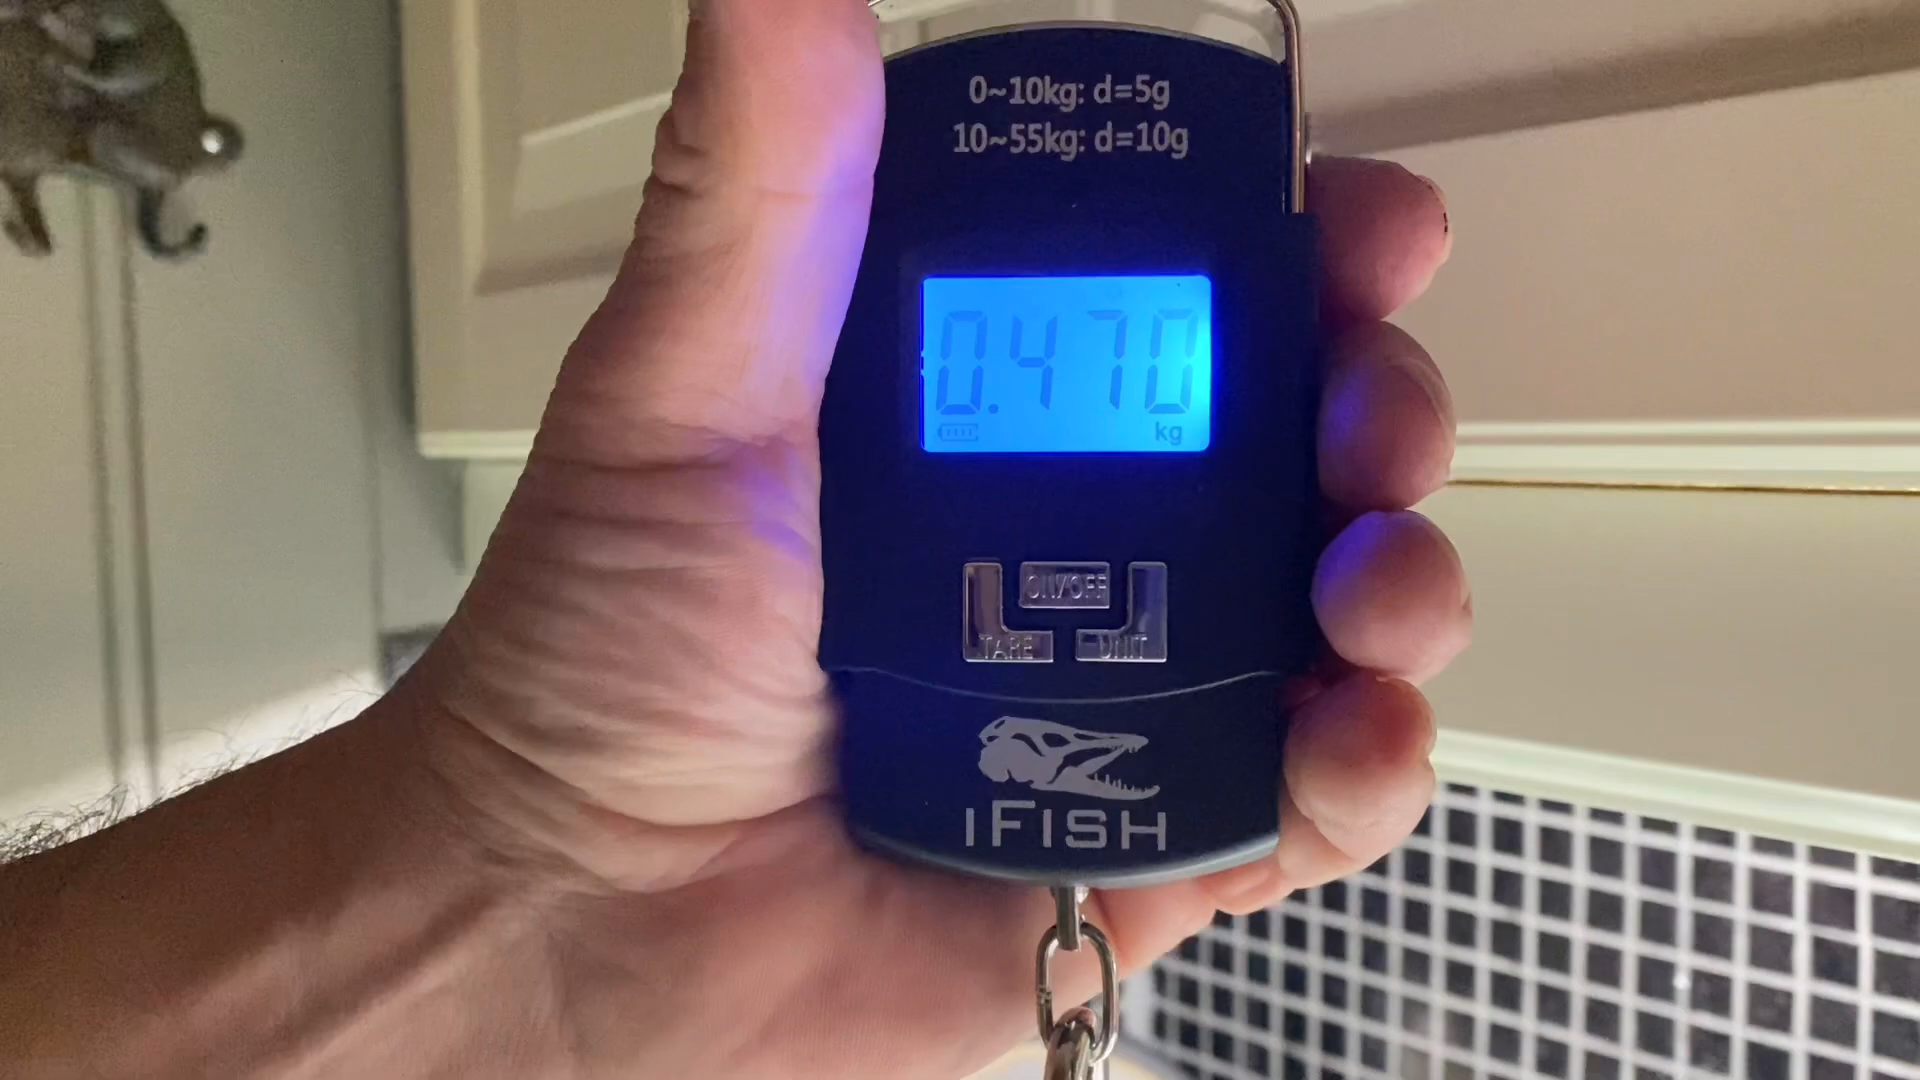 0~10kg: d=5g
10~55kg: d=10g
0.470
kg
ON/OFF
TARE UNIT
iFISH